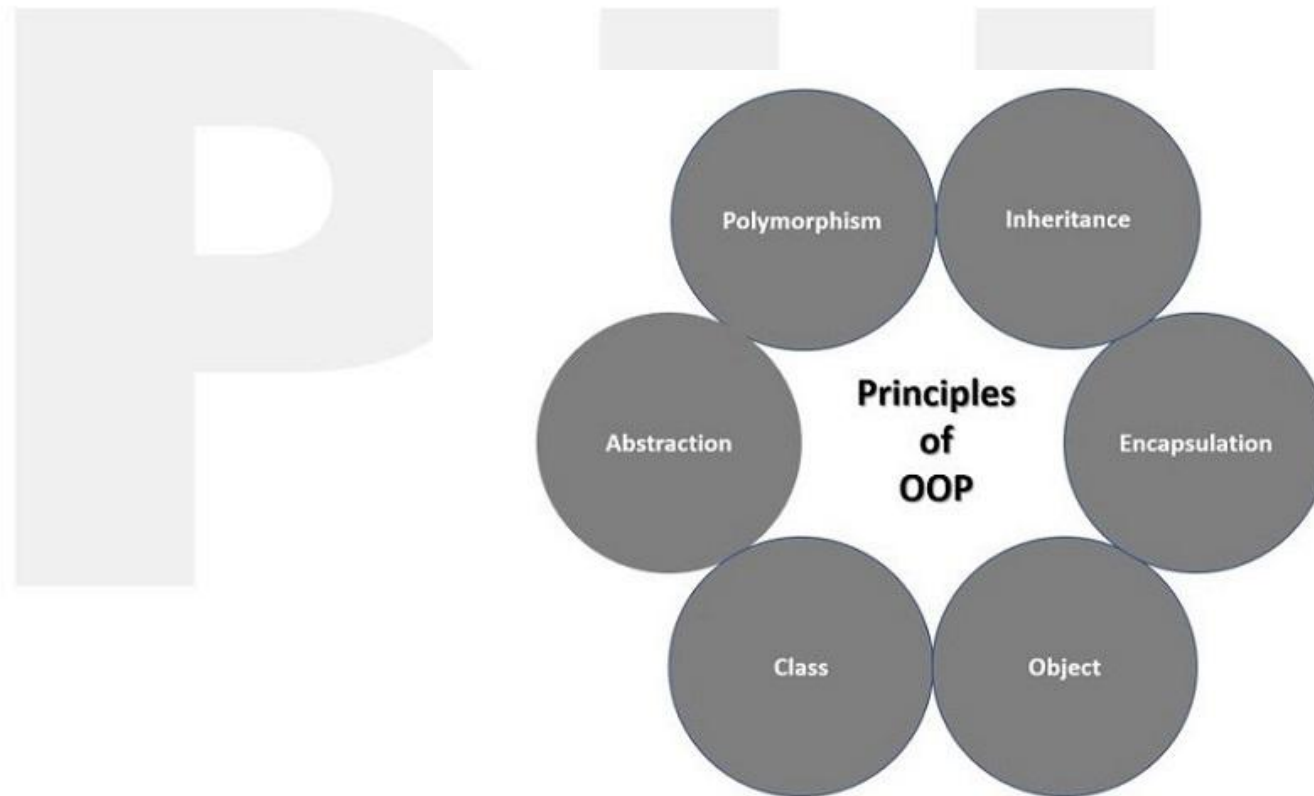 Polymorphism
Inheritance
Principles
of
OOP
Abstraction
Encapsulation
Class
Object